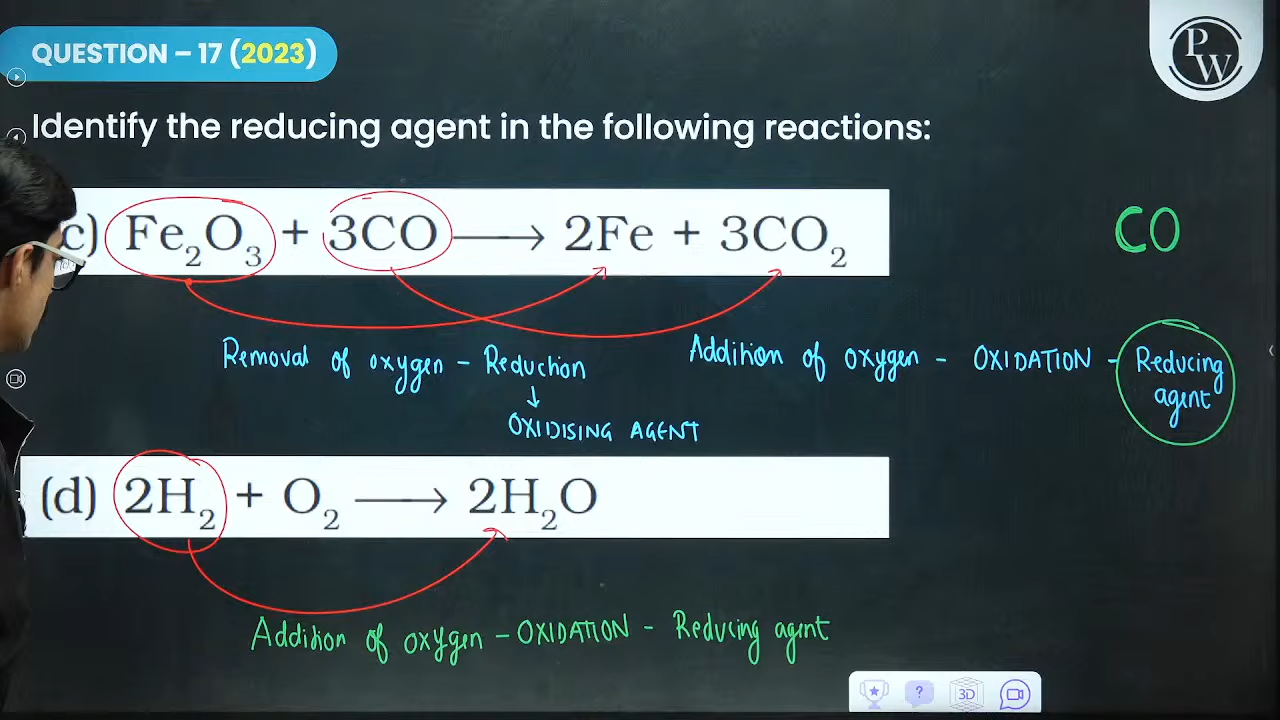 QUESTION – 17 (2023)
PW
Identify the reducing agent in the following reactions:
c) Fe₂O₃ + 3CO ⟶ 2Fe + 3CO₂
CO
Removal of oxygen - Reduction
↓
OXIDISING AGENT
Addition of oxygen - OXIDATION - Reducing agent
(d) 2H₂ + O₂ ⟶ 2H₂O
Addition of oxygen - OXIDATION - Reducing agent
?
3D